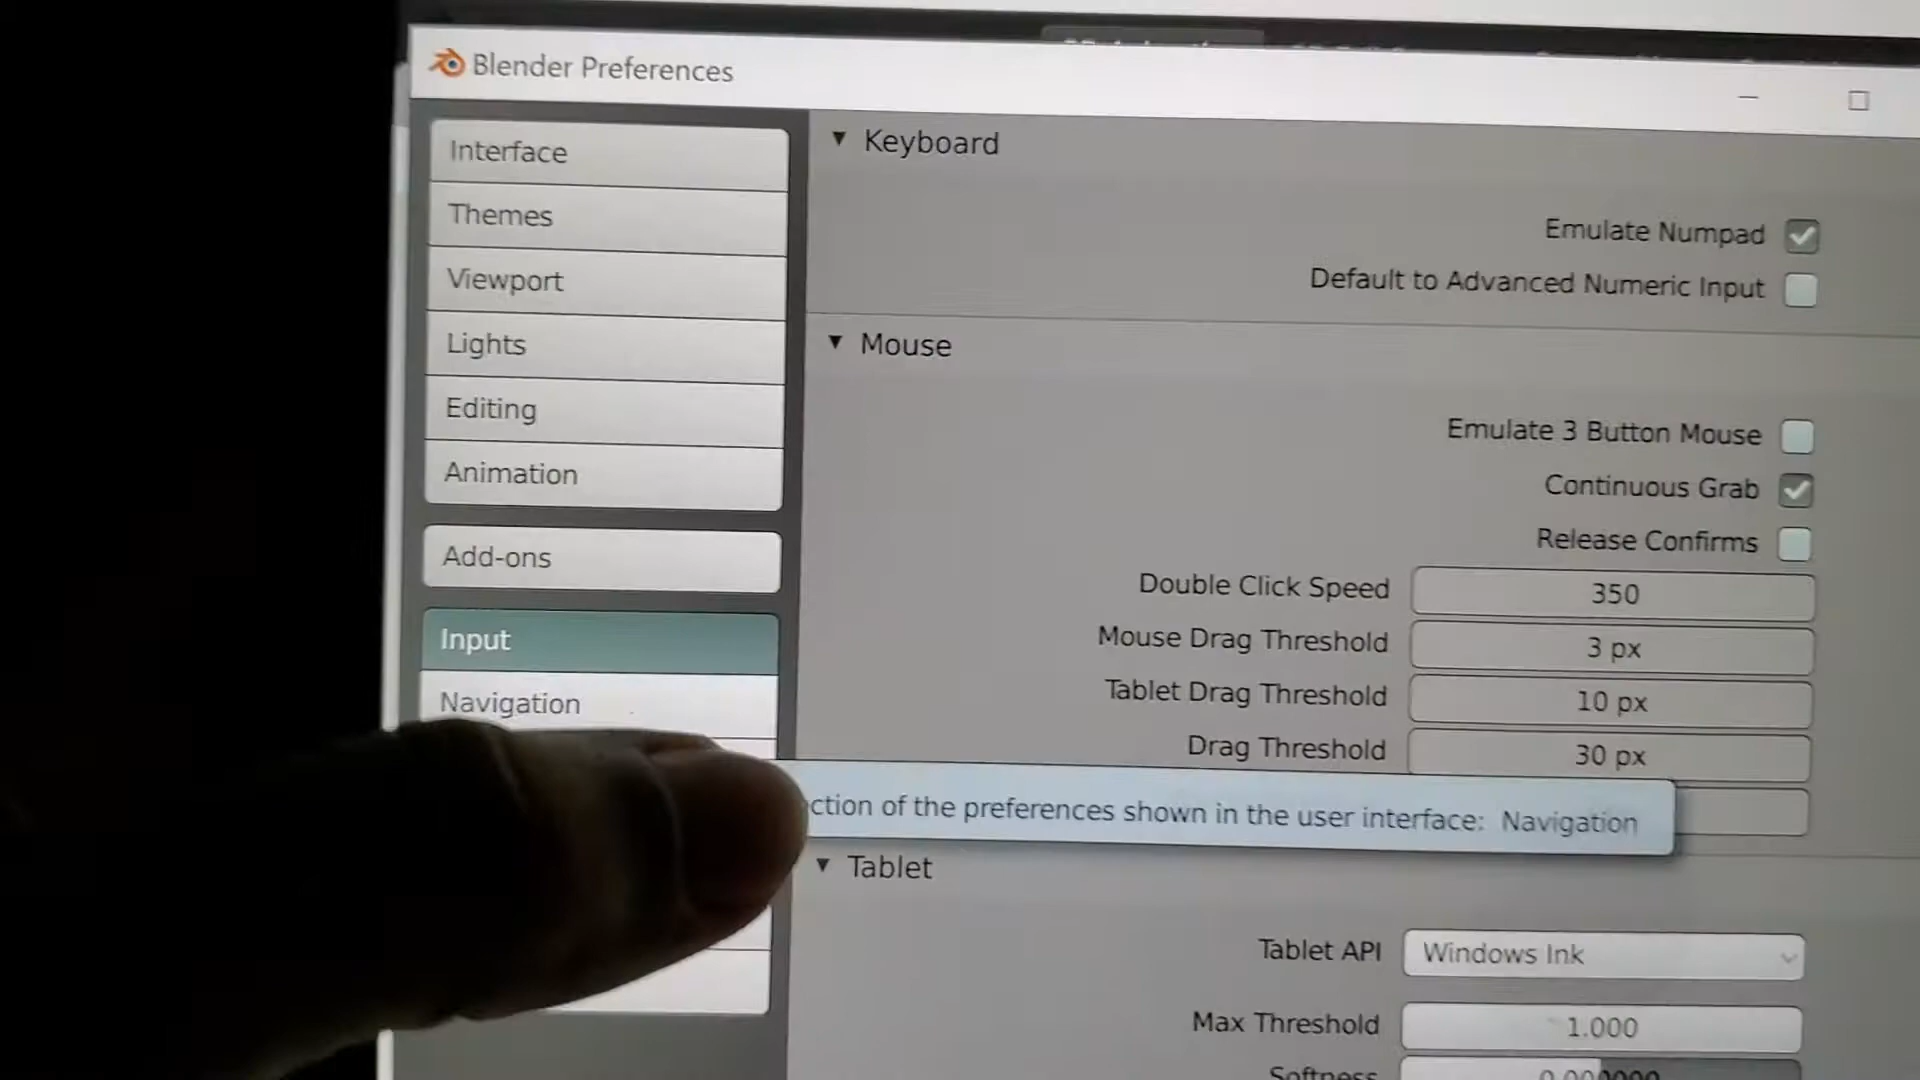 Blender Preferences
Interface
Themes
Viewport
Lights
Editing
Animation
Add-ons
Input
Navigation
Keyboard
Emulate Numpad
Default to Advanced Numeric Input
Mouse
Emulate 3 Button Mouse
Continuous Grab
Release Confirms
Double Click Speed 350
Mouse Drag Threshold 3 px
Tablet Drag Threshold 10 px
Drag Threshold 30 px
ction of the preferences shown in the user interface: Navigation
Tablet
Tablet API Windows Ink
Max Threshold 1.000
Softness